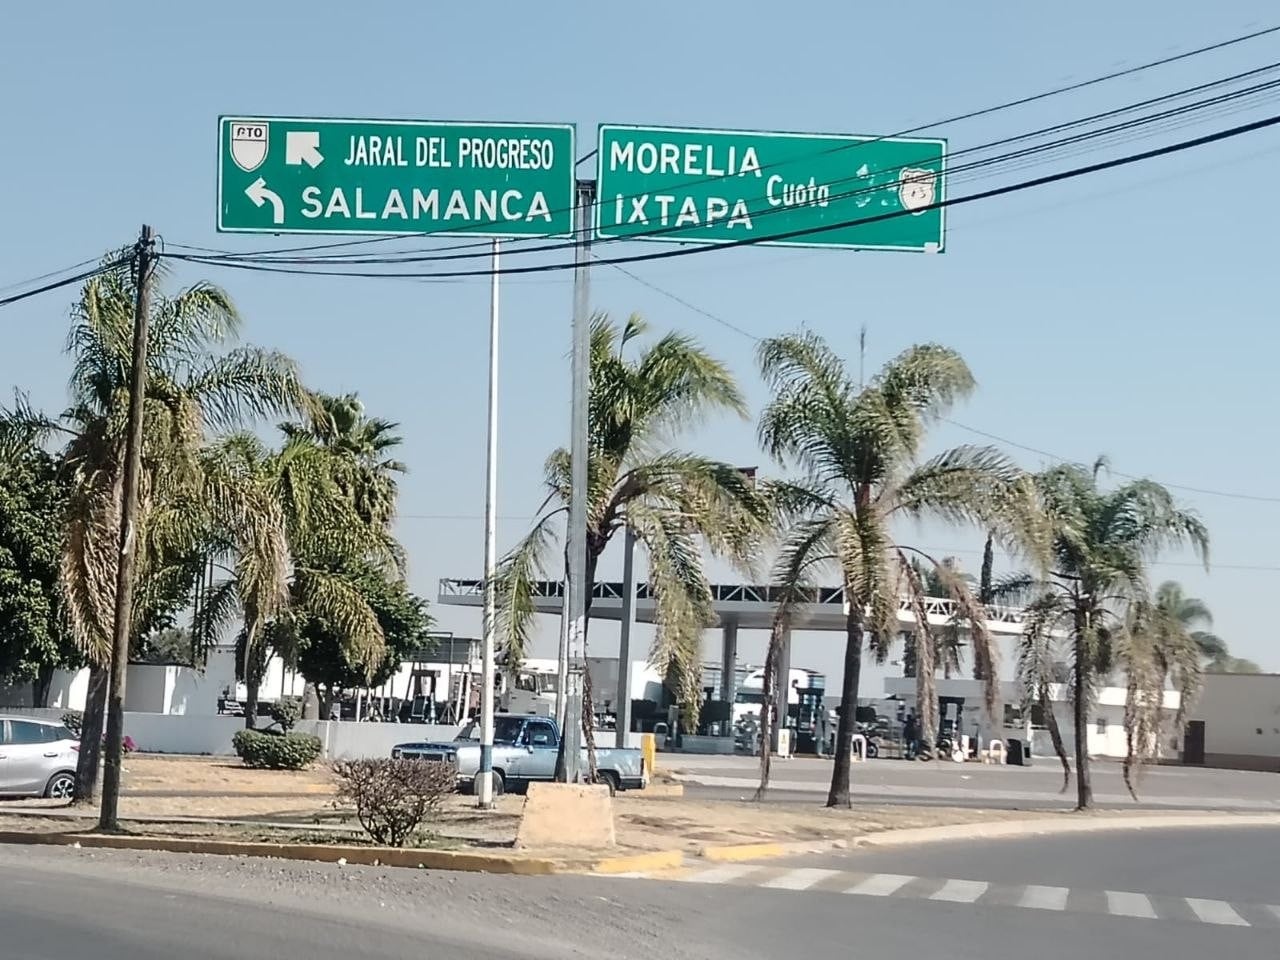 GTO
JARAL DEL PROGRESO
SALAMANCA
MORELIA
IXTAPA
Cuota